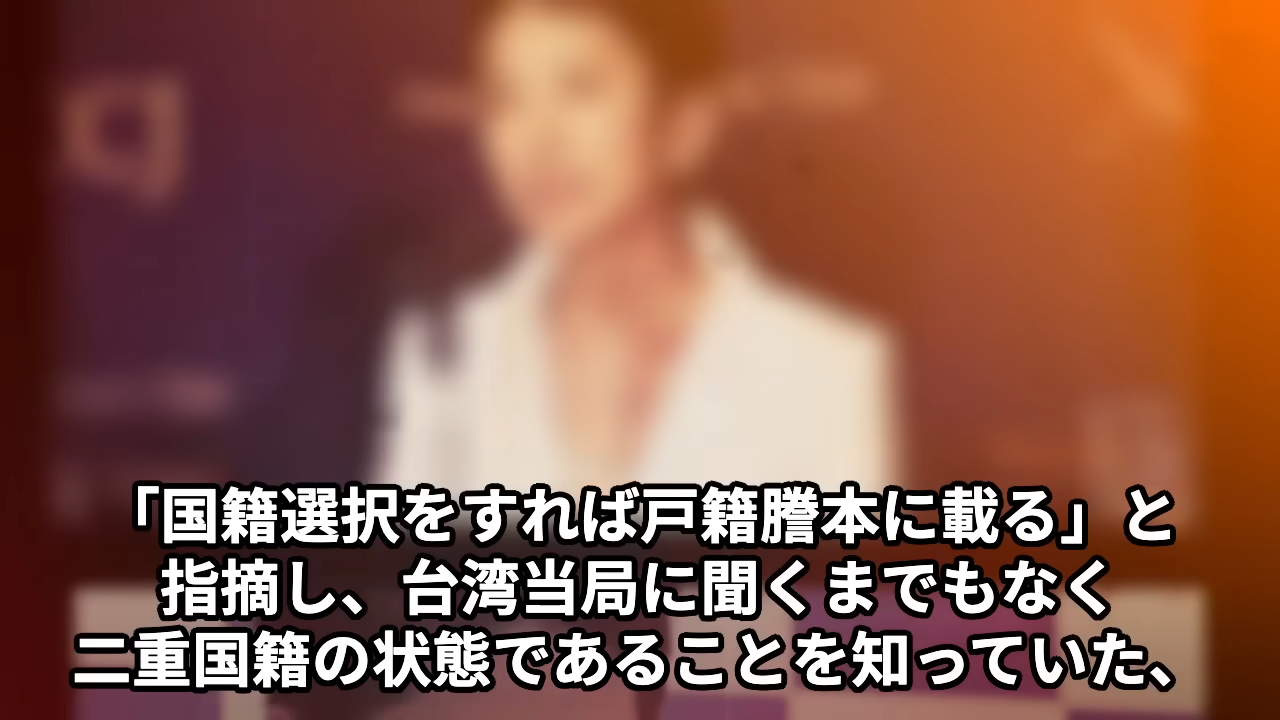 「国籍選択をすれば戸籍謄本に載る」と
指摘し、台湾当局に聞くまでもなく
二重国籍の状態であることを知っていた、